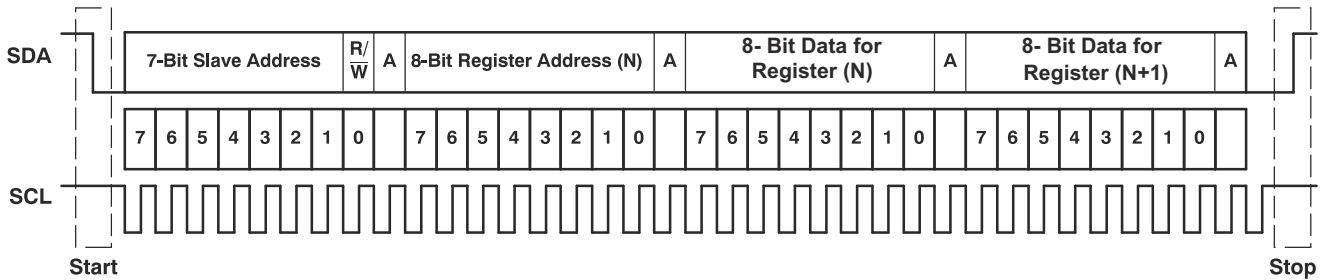 SDA
7-Bit Slave Address
R/
W
A
8-Bit Register Address (N)
A
8- Bit Data for
Register (N)
A
8- Bit Data for
Register (N+1)
A
7 6 5 4 3 2 1 0 7 6 5 4 3 2 1 0 7 6 5 4 3 2 1 0 7 6 5 4 3 2 1 0
SCL
Start
Stop